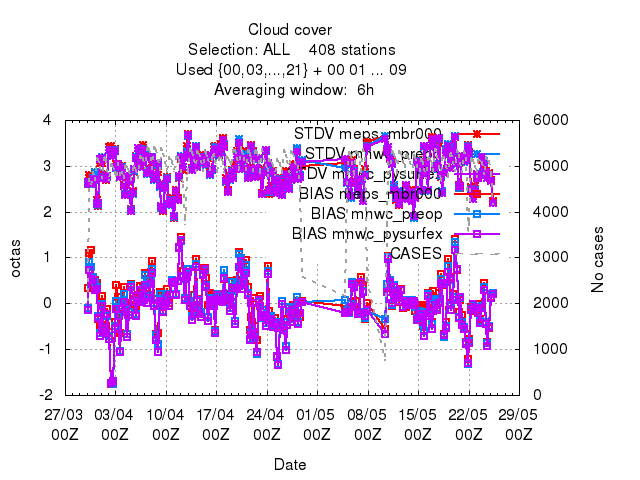 Cloud cover
Selection: ALL    408 stations
Used {00,03,...,21} + 00 01 ... 09
Averaging window:  6h
4
3
2
1
0
-1
-2
6000
5000
4000
3000
2000
1000
0
octas
No cases
STDV meps_mbr000
STDV mnwc_preop
STDV mnwc_pysurfex
BIAS meps_mbr000
BIAS mnwc_preop
BIAS mnwc_pysurfex
CASES
27/03 03/04 10/04 17/04 24/04 01/05 08/05 15/05 22/05 29/05
00Z 00Z 00Z 00Z 00Z 00Z 00Z 00Z 00Z 00Z
Date